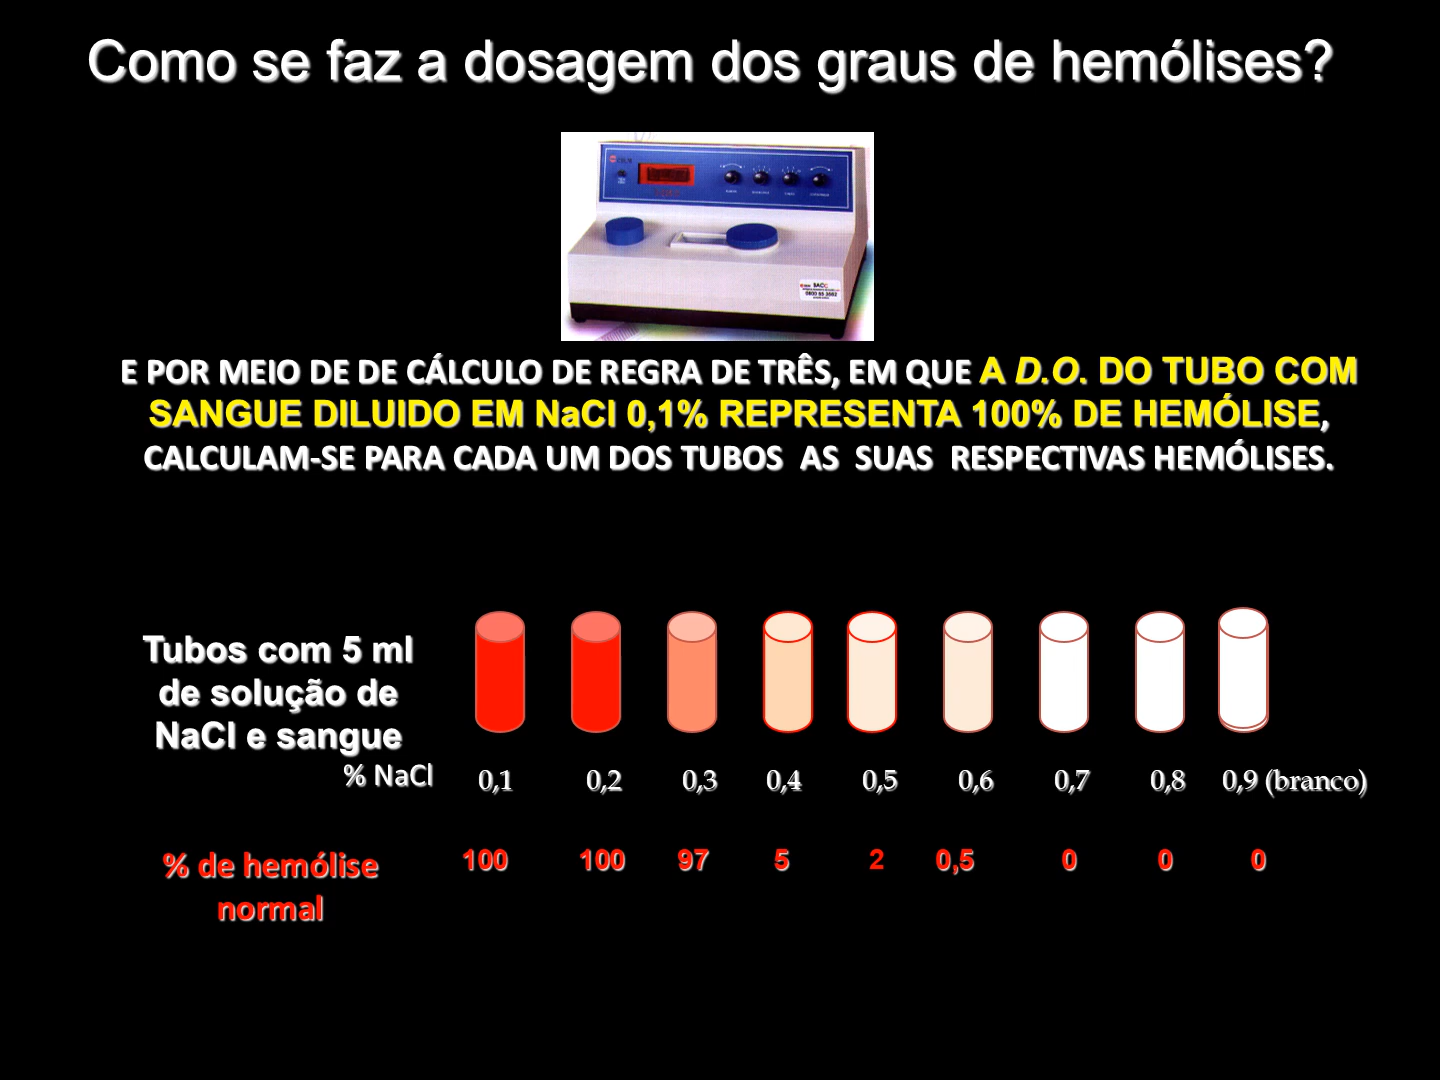 Como se faz a dosagem dos graus de hemólises?
SACC
E POR MEIO DE DE CÁLCULO DE REGRA DE TRÊS, EM QUE A D.O. DO TUBO COM
SANGUE DILUIDO EM NaCl 0,1% REPRESENTA 100% DE HEMÓLISE,
CALCULAM-SE PARA CADA UM DOS TUBOS AS SUAS RESPECTIVAS HEMÓLISES.
Tubos com 5 ml
de solução de
NaCl e sangue
% NaCl 0,1 0,2 0,3 0,4 0,5 0,6 0,7 0,8 0,9 (branco)
% de hemólise 100 100 97 5 2 0,5 0 0 0
normal